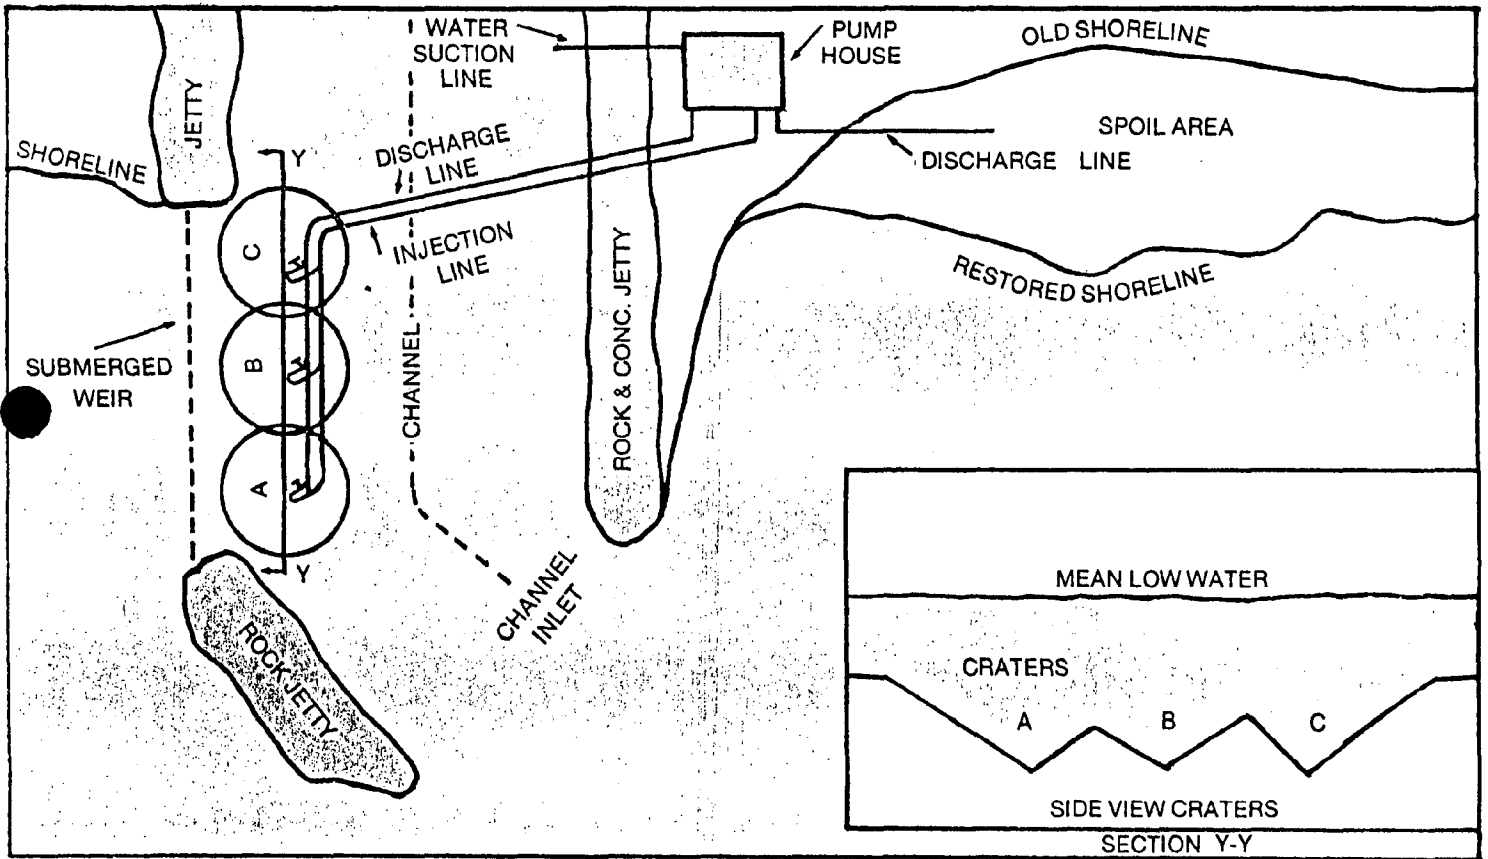 WATER
SUCTION
LINE
PUMP
HOUSE
OLD SHORELINE
JETTY
SHORELINE
Y
DISCHARGE
LINE
SPOIL AREA
DISCHARGE LINE
C
INJECTION
LINE
ROCK & CONC. JETTY
RESTORED SHORELINE
SUBMERGED
WEIR
B
CHANNEL
A
Y
CHANNEL
INLET
ROCK JETTY
MEAN LOW WATER
CRATERS
A B C
SIDE VIEW CRATERS
SECTION Y-Y